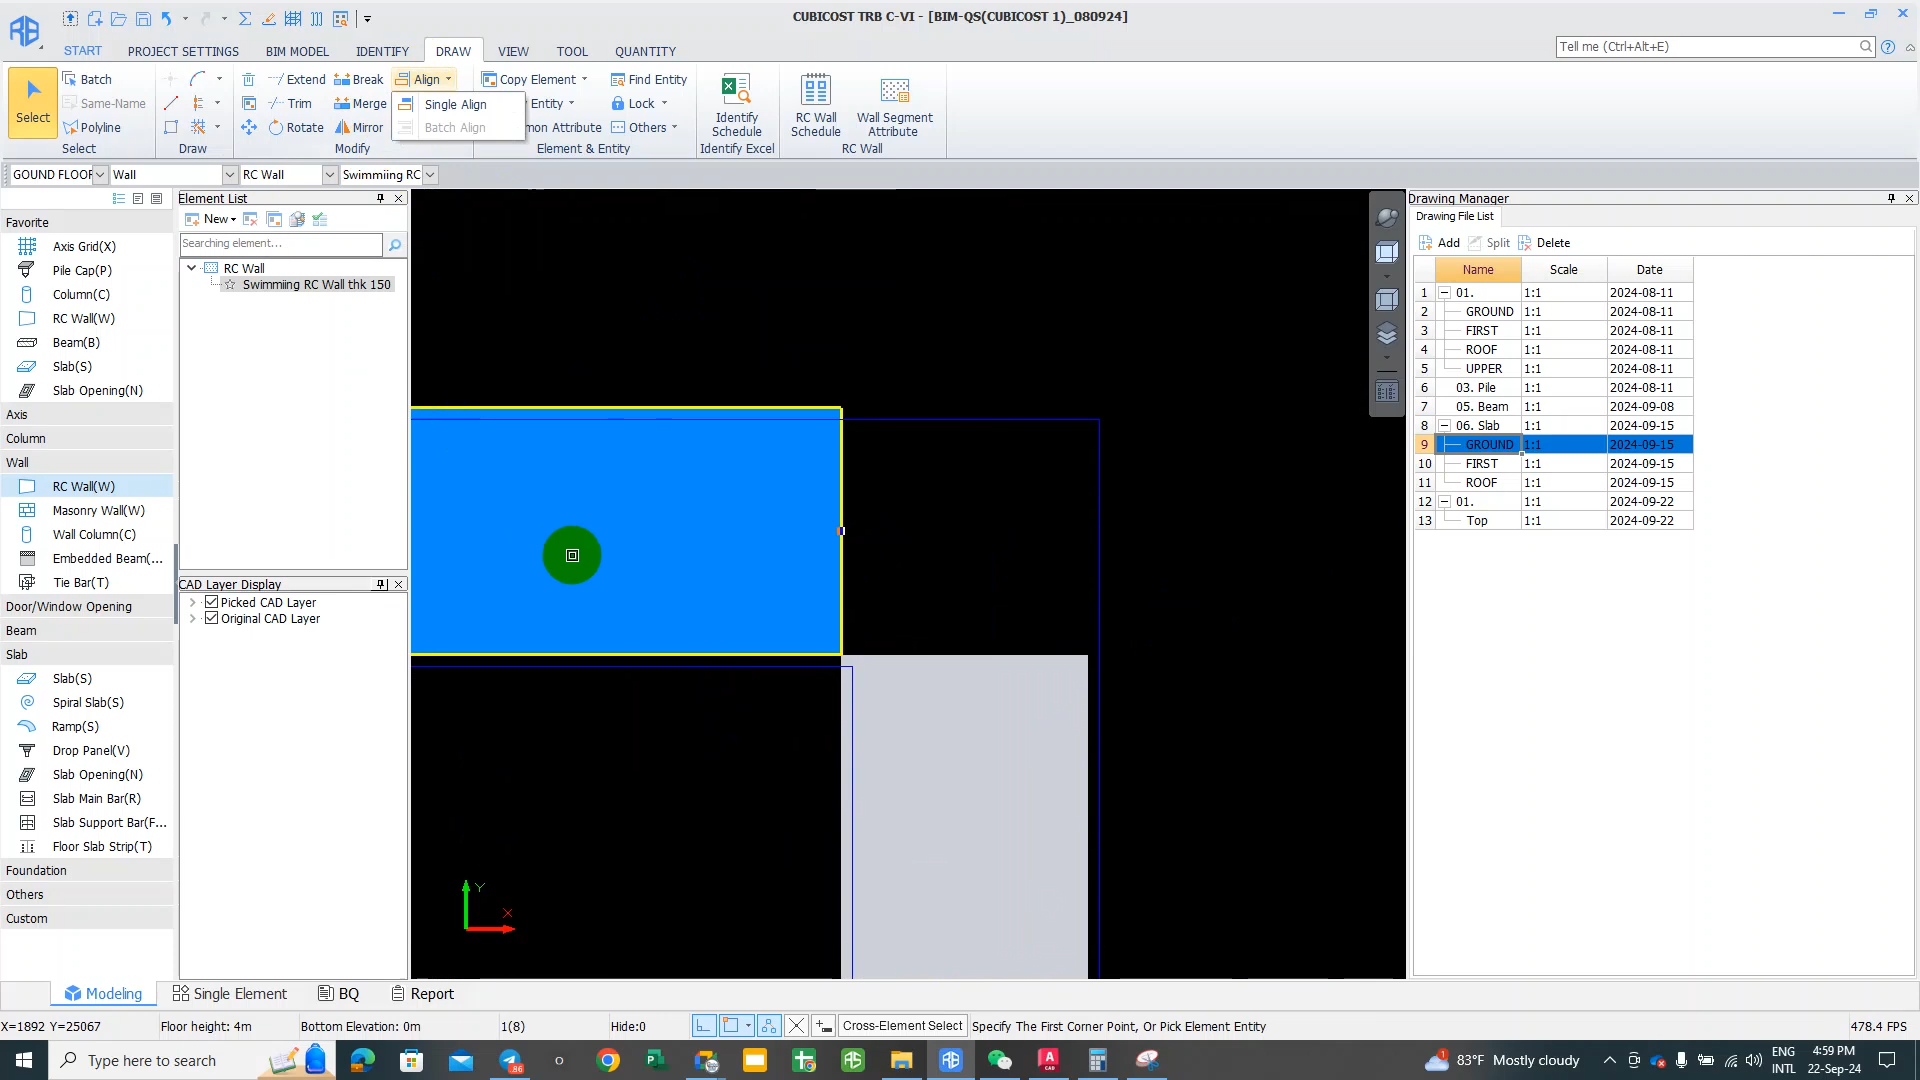 CUBICOST TRB C-VI - [BIM-QS(CUBICOST 1)_080924]
START PROJECT SETTINGS BIM MODEL IDENTIFY DRAW VIEW TOOL QUANTITY
Tell me (Ctrl+Alt+E)
Select
Batch
Same-Name
Polyline
Select
Draw
Extend Break Align
Trim Merge
Rotate Mirror
Modify
Single Align
Batch Align
Copy Element Find Entity
Entity Lock
mon Attribute Others
Element & Entity
Identify Schedule
Identify Excel
RC Wall Schedule
Wall Segment Attribute
RC Wall
GOUND FLOOR Wall RC Wall Swimmiing RC
Favorite
Axis Grid(X)
Pile Cap(P)
Column(C)
RC Wall(W)
Beam(B)
Slab(S)
Slab Opening(N)
Axis
Column
Wall
RC Wall(W)
Masonry Wall(W)
Wall Column(C)
Embedded Beam(...
Tie Bar(T)
Door/Window Opening
Beam
Slab
Slab(S)
Spiral Slab(S)
Ramp(S)
Drop Panel(V)
Slab Opening(N)
Slab Main Bar(R)
Slab Support Bar(F...
Floor Slab Strip(T)
Foundation
Others
Custom
Element List
New
Searching element...
RC Wall
Swimmiing RC Wall thk 150
CAD Layer Display
Picked CAD Layer
Original CAD Layer
Y
X
Drawing Manager
Drawing File List
Add Split Delete
Name Scale Date
1 01. 1:1 2024-08-11
2 GROUND 1:1 2024-08-11
3 FIRST 1:1 2024-08-11
4 ROOF 1:1 2024-08-11
5 UPPER 1:1 2024-08-11
6 03. Pile 1:1 2024-08-11
7 05. Beam 1:1 2024-09-08
8 06. Slab 1:1 2024-09-15
9 GROUND 1:1 2024-09-15
10 FIRST 1:1 2024-09-15
11 ROOF 1:1 2024-09-15
12 01. 1:1 2024-09-22
13 Top 1:1 2024-09-22
Modeling Single Element BQ Report
X=1892 Y=25067 Floor height: 4m Bottom Elevation: 0m 1(8) Hide:0 Cross-Element Select Specify The First Corner Point, Or Pick Element Entity 478.4 FPS
Type here to search
83°F Mostly cloudy
ENG
INTL
4:59 PM
22-Sep-24